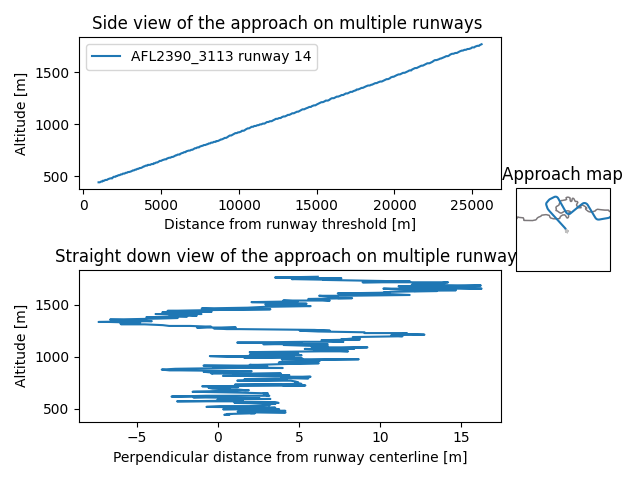 Side view of the approach on multiple runways
AFL2390_3113 runway 14
Altitude [m]
1500
1000
500
0 5000 10000 15000 20000 25000
Distance from runway threshold [m]
Approach map
Straight down view of the approach on multiple runway
Altitude [m]
1500
1000
500
−5 0 5 10 15
Perpendicular distance from runway centerline [m]